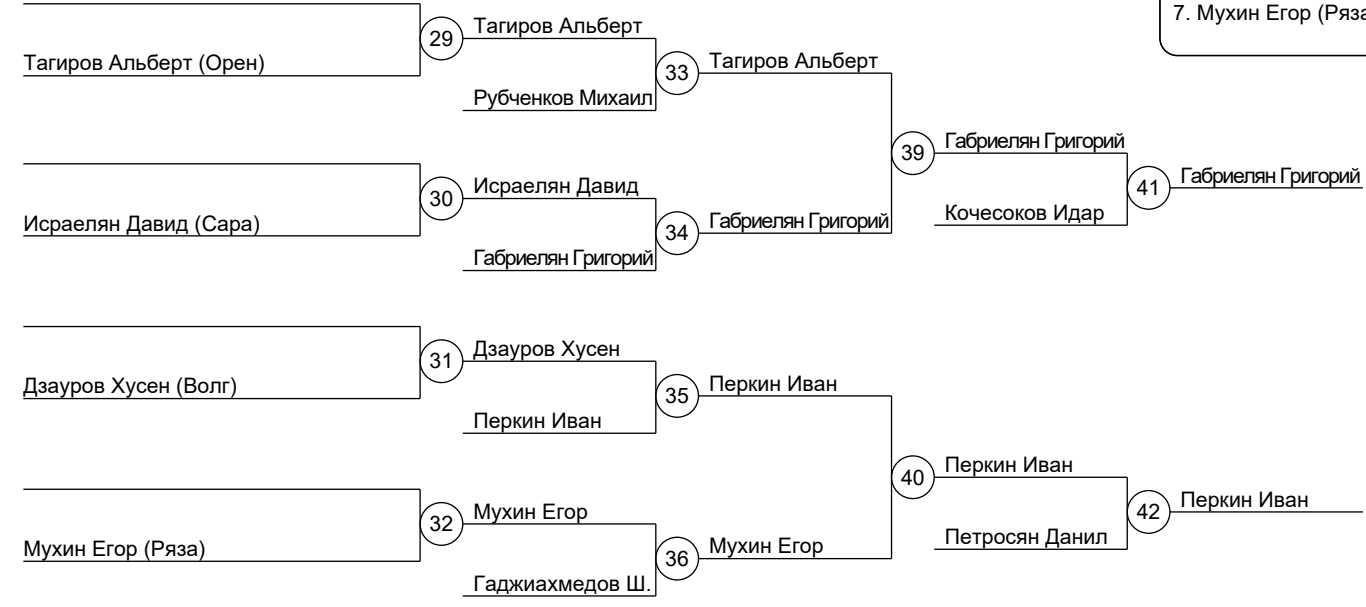 7. Мухин Егор (Ряза
Тагиров Альберт (Орен)
29
Тагиров Альберт
Рубченков Михаил
33
Тагиров Альберт
Исраелян Давид (Сара)
30
Исраелян Давид
Габриелян Григорий
34
Габриелян Григорий
39
Габриелян Григорий
Кочесоков Идар
41
Габриелян Григорий
Дзауров Хусен (Волг)
31
Дзауров Хусен
Перкин Иван
35
Перкин Иван
Мухин Егор (Ряза)
32
Мухин Егор
Гаджиахмедов Ш.
36
Мухин Егор
40
Перкин Иван
Петросян Данил
42
Перкин Иван